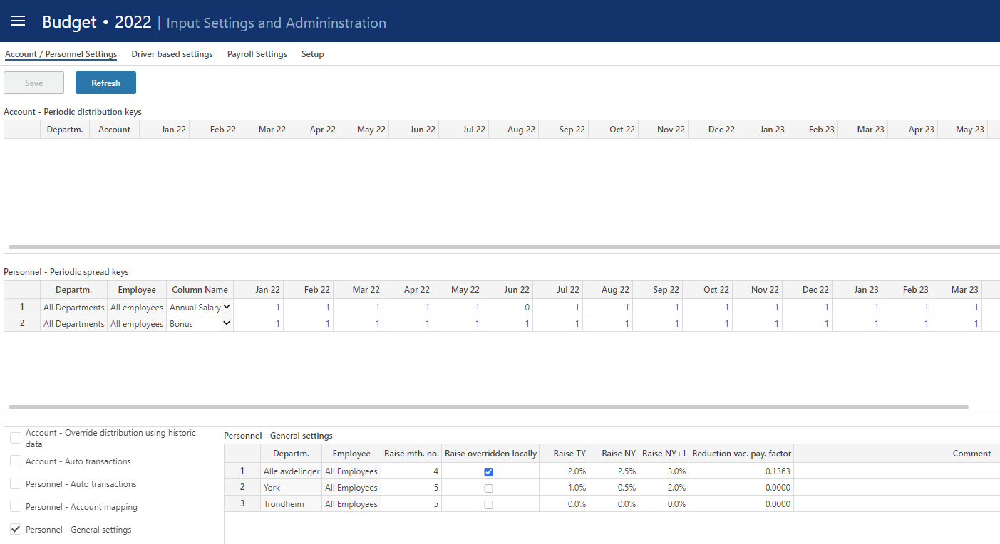 Budget • 2022 | Input Settings and Admininstration
Account / Personnel Settings Driver based settings Payroll Settings Setup
Save Refresh
Account - Periodic distribution keys
Departm. Account Jan 22 Feb 22 Mar 22 Apr 22 May 22 Jun 22 Jul 22 Aug 22 Sep 22 Oct 22 Nov 22 Dec 22 Jan 23 Feb 23 Mar 23 Apr 23 May 23
Personnel - Periodic spread keys
Departm. Employee Column Name Jan 22 Feb 22 Mar 22 Apr 22 May 22 Jun 22 Jul 22 Aug 22 Sep 22 Oct 22 Nov 22 Dec 22 Jan 23 Feb 23 Mar 23
1 All Departments All employees Annual Salary 1 1 1 1 1 0 1 1 1 1 1 1 1 1 1
2 All Departments All employees Bonus 1 1 1 1 1 1 1 1 1 1 1 1 1 1 1
Account - Override distribution using historic
data
Account - Auto transactions
Personnel - Auto transactions
Personnel - Account mapping
Personnel - General settings
Personnel - General settings
Departm. Employee Raise mth. no. Raise overridden locally Raise TY Raise NY Raise NY+1 Reduction vac. pay. factor Comment
1 Alle avdelinger All Employees 4 2.0% 2.5% 3.0% 0.1363
2 York All Employees 5 1.0% 0.5% 2.0% 0.0000
3 Trondheim All Employees 5 0.0% 0.0% 0.0% 0.0000